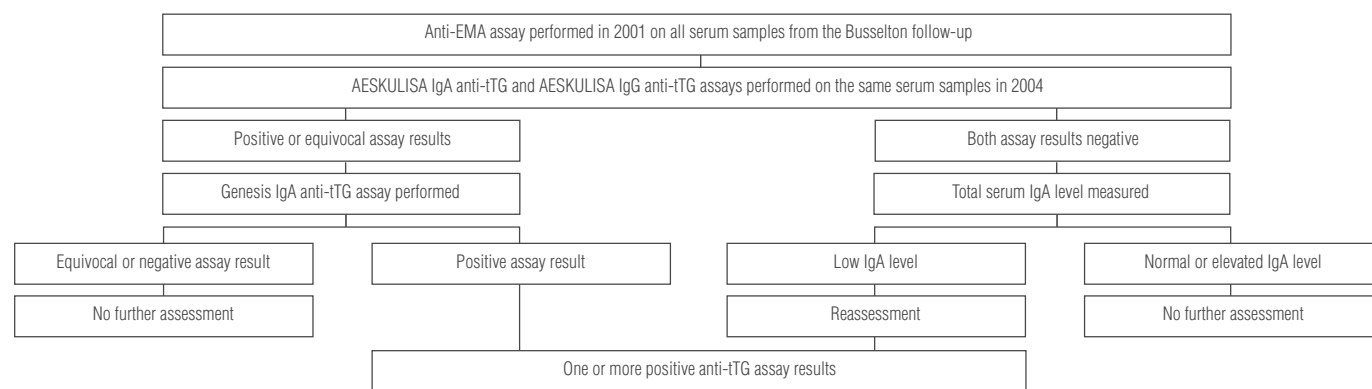 Anti-EMA assay performed in 2001 on all serum samples from the Busselton follow-up
AESKULISA IgA anti-tTG and AESKULISA IgG anti-tTG assays performed on the same serum samples in 2004
Positive or equivocal assay results
Both assay results negative
Genesis IgA anti-tTG assay performed
Total serum IgA level measured
Equivocal or negative assay result
Positive assay result
Low IgA level
Normal or elevated IgA level
No further assessment
Reassessment
No further assessment
One or more positive anti-tTG assay results